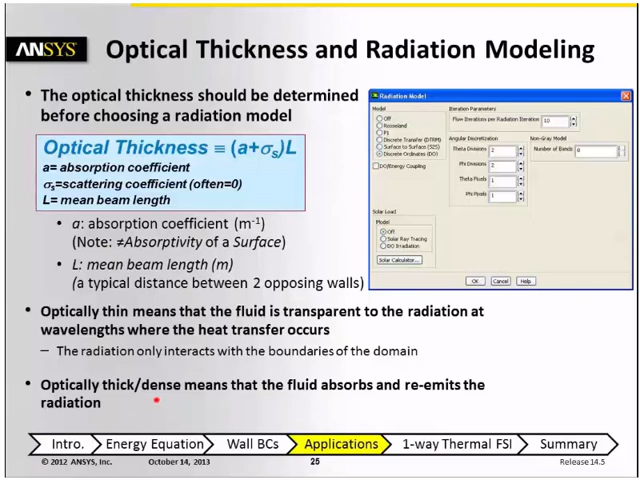 ANSYS
Optical Thickness and Radiation Modeling
• The optical thickness should be determined
before choosing a radiation model
Optical Thickness ≡ (a+σs)L
a= absorption coefficient
σs=scattering coefficient (often=0)
L= mean beam length
• a: absorption coefficient (m-1)
(Note: ≠Absorptivity of a Surface)
• L: mean beam length (m)
(a typical distance between 2 opposing walls)
• Optically thin means that the fluid is transparent to the radiation at
wavelengths where the heat transfer occurs
– The radiation only interacts with the boundaries of the domain
• Optically thick/dense means that the fluid absorbs and re-emits the
radiation
Radiation Model
Model
Off
Rosseland
P1
Discrete Transfer (DTRM)
Surface to Surface (S2S)
Discrete Ordinates (DO)
DO/Energy Coupling
Solar Load
Model
Off
Solar Ray Tracing
DO Irradiation
Solar Calculator...
Iteration Parameters
Flow Iterations per Radiation Iteration 10
Angular Discretization
Theta Divisions 2
Phi Divisions 2
Theta Pixels 1
Phi Pixels 1
Non-Gray Model
Number of Bands 0
OK Cancel Help
Intro. Energy Equation Wall BCs Applications 1-way Thermal FSI Summary
© 2012 ANSYS, Inc. October 14, 2013 25 Release 14.5